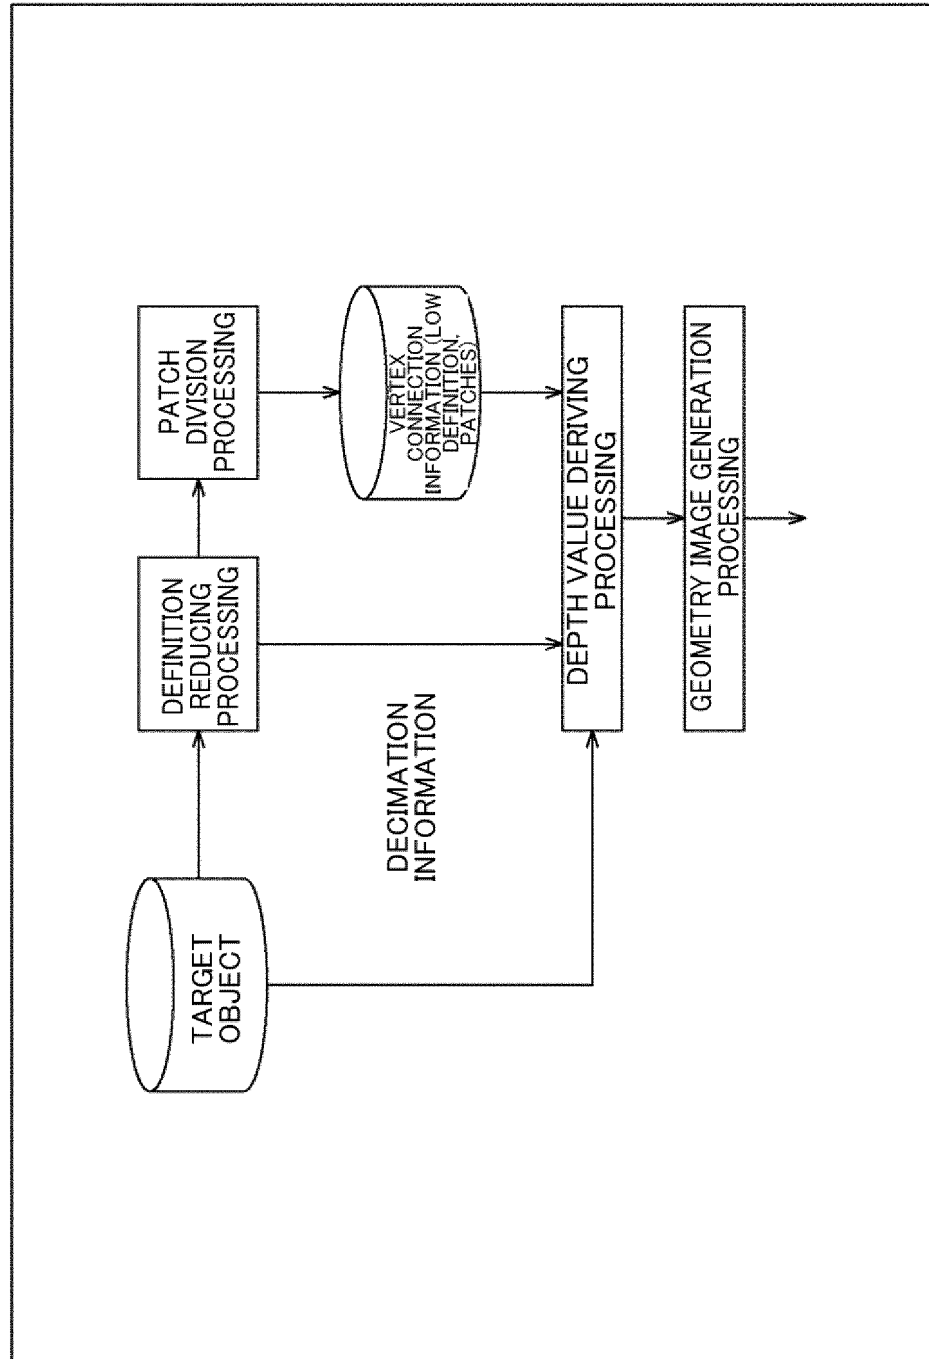 TARGET
OBJECT
DEFINITION
REDUCING
PROCESSING
PATCH
DIVISION
PROCESSING
DECIMATION
INFORMATION
VERTEX
CONNECTION
INFORMATION (LOW
DEFINITION,
PATCHES)
DEPTH VALUE DERIVING
PROCESSING
GEOMETRY IMAGE GENERATION
PROCESSING